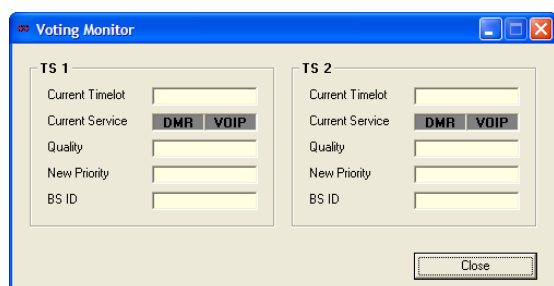 Voting Monitor
TS 1
Current Timelot
Current Service DMR VOIP
Quality
New Priority
BS ID
TS 2
Current Timelot
Current Service DMR VOIP
Quality
New Priority
BS ID
Close